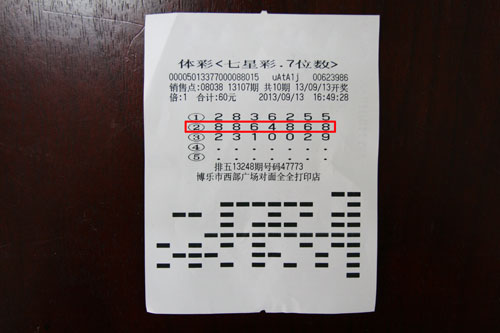 体彩<七星彩.7位数>
0000501337700008​8015 uAtAlj 00623986
销售点:08038 13107期 共10期 13/09/13开奖
倍:1 合计:60元 2013/09/13 16:49:28
① 2 8 3 6 2 5 5
② 8 8 6 4 8 6 8
③ 2 3 1 0 0 2 9
④ · · · · · · ·
⑤ · · · · · · ·
排五13248期号码47773
博乐市西部广场对面全全打印店